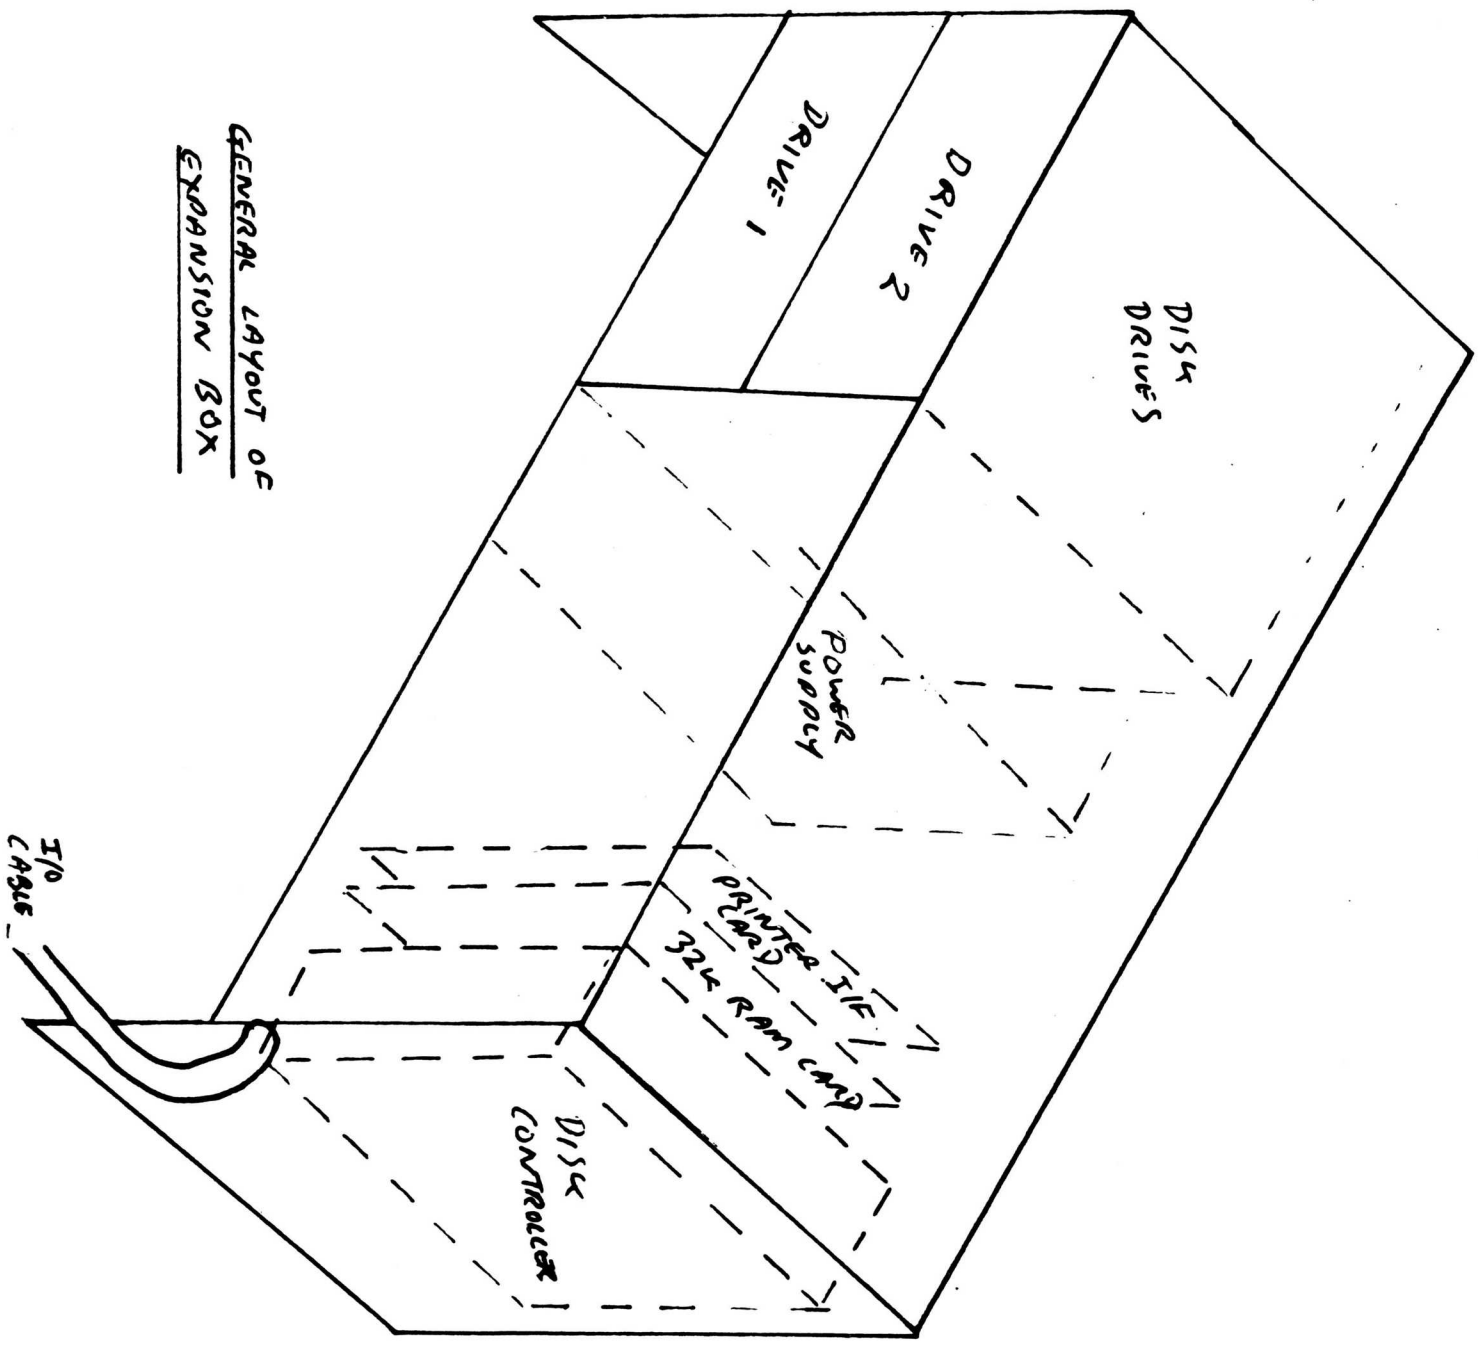 GENERAL LAYOUT OF
EXPANSION BOX
DRIVE 2
DRIVE 1
DISK
DRIVES
POWER
SUPPLY
PRINTER I/F
CARD
32K RAM CARD
DISK
CONTROLLER
I/O
CABLE